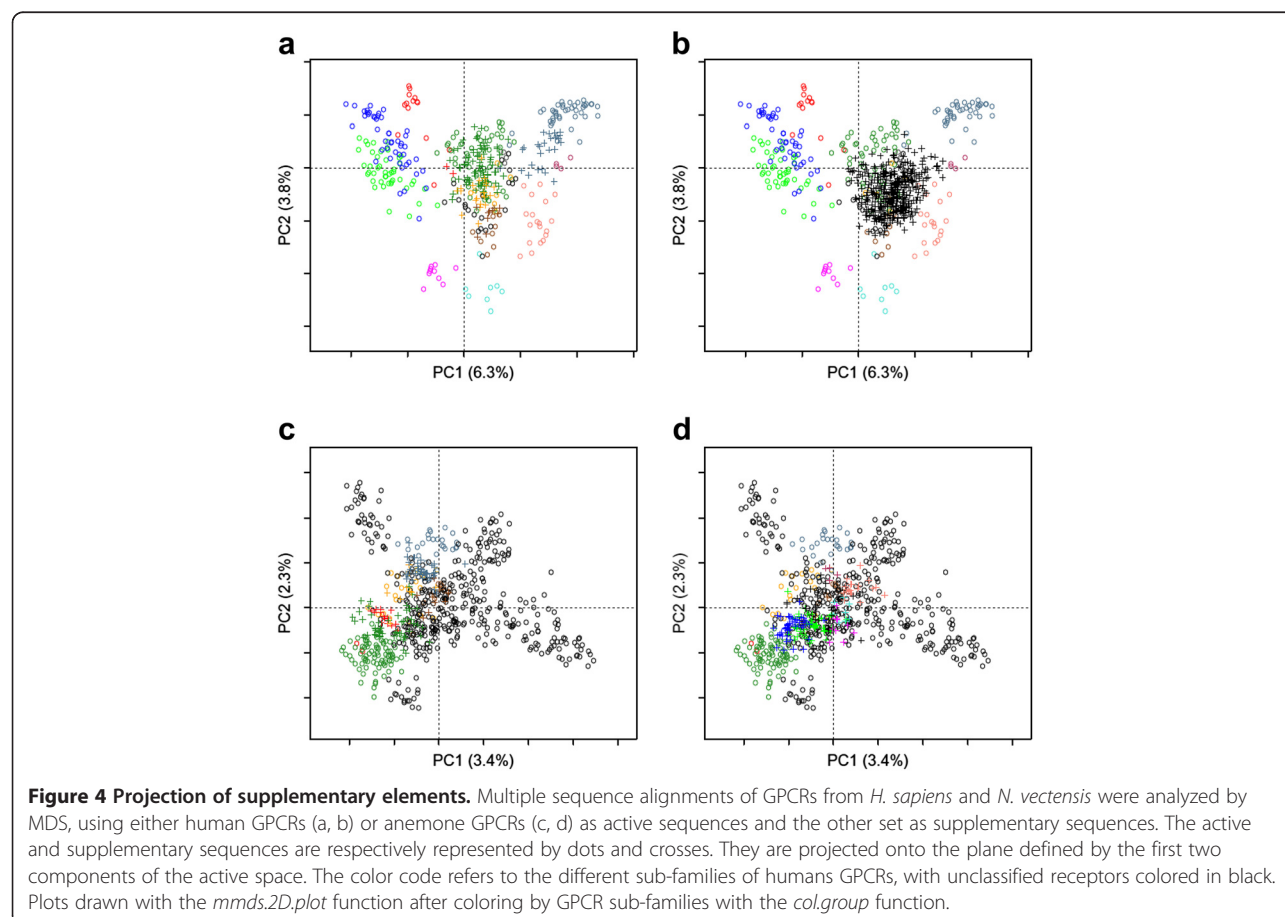 a
b
PC2 (3.8%)
PC1 (6.3%)
PC2 (3.8%)
PC1 (6.3%)
c
d
PC2 (2.3%)
PC1 (3.4%)
PC2 (2.3%)
PC1 (3.4%)
Figure 4 Projection of supplementary elements. Multiple sequence alignments of GPCRs from H. sapiens and N. vectensis were analyzed by
MDS, using either human GPCRs (a, b) or anemone GPCRs (c, d) as active sequences and the other set as supplementary sequences. The active
and supplementary sequences are respectively represented by dots and crosses. They are projected onto the plane defined by the first two
components of the active space. The color code refers to the different sub-families of humans GPCRs, with unclassified receptors colored in black.
Plots drawn with the mmds.2D.plot function after coloring by GPCR sub-families with the col.group function.